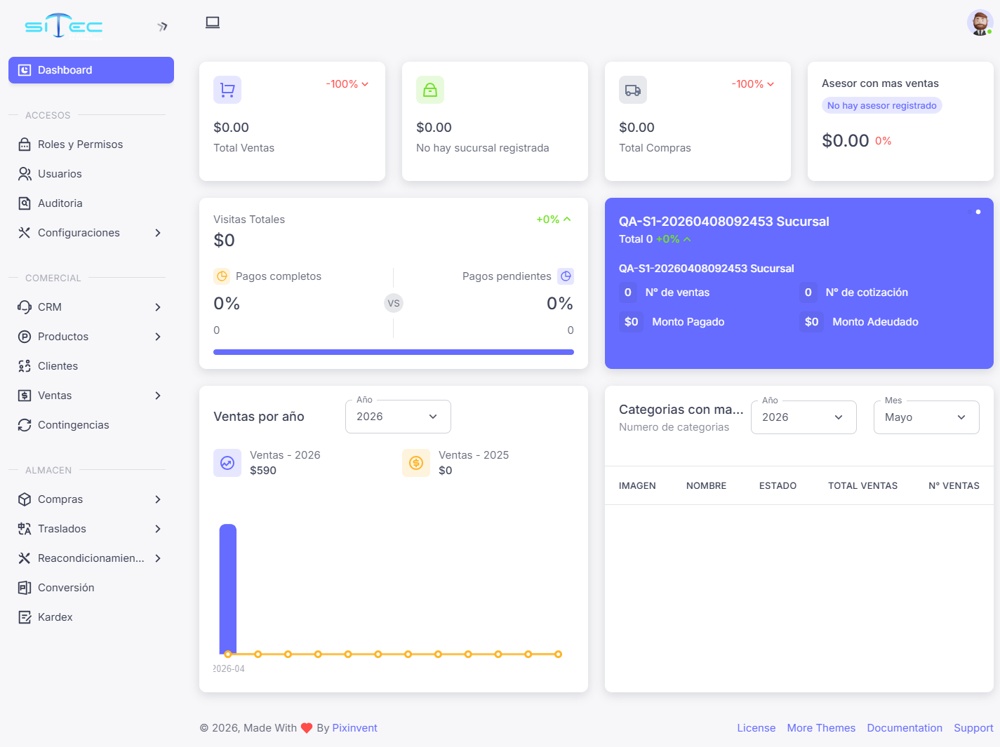 SITEC
Dashboard
ACCESOS
Roles y Permisos
Usuarios
Auditoria
Configuraciones
COMERCIAL
CRM
Productos
Clientes
Ventas
Contingencias
ALMACEN
Compras
Traslados
Reacondicionamien...
Conversión
Kardex
-100%
$0.00
Total Ventas
$0.00
No hay sucursal registrada
-100%
$0.00
Total Compras
Asesor con mas ventas
No hay asesor registrado
$0.00 0%
Visitas Totales
+0%
$0
Pagos completos
Pagos pendientes
0%
VS
0%
0
0
QA-S1-20260408092453 Sucursal
Total 0 +0%
QA-S1-20260408092453 Sucursal
0 N° de ventas
0 N° de cotización
$0 Monto Pagado
$0 Monto Adeudado
Ventas por año
Año
2026
Ventas - 2026
$590
Ventas - 2025
$0
2026-04
Categorias con ma...
Numero de categorias
Año
2026
Mes
Mayo
IMAGEN NOMBRE ESTADO TOTAL VENTAS N° VENTAS
© 2026, Made With By Pixinvent
License More Themes Documentation Support